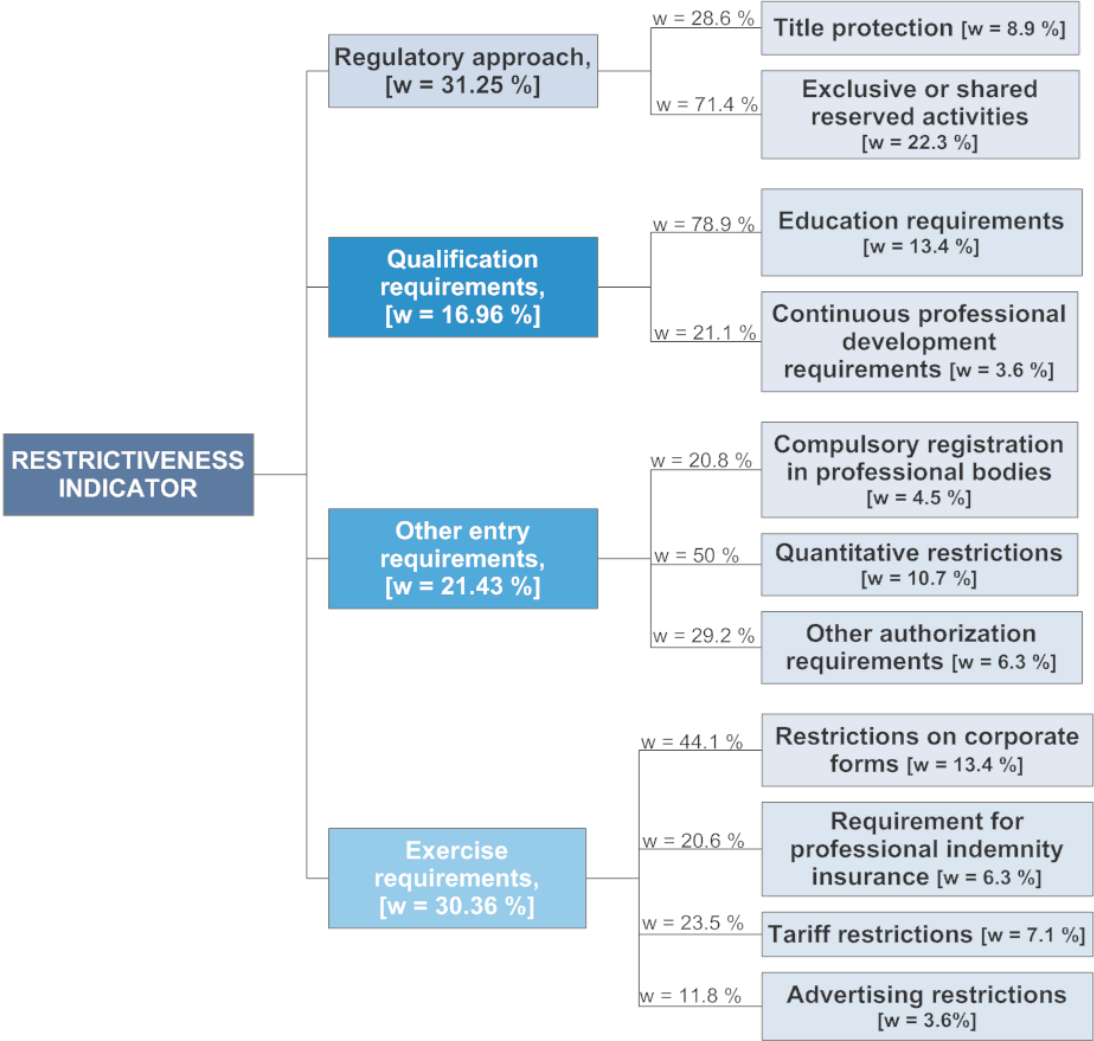 RESTRICTIVENESS
INDICATOR
Regulatory approach,
[w = 31.25 %]
w = 28.6 %
Title protection [w = 8.9 %]
w = 71.4 %
Exclusive or shared
reserved activities
[w = 22.3 %]
Qualification
requirements,
[w = 16.96 %]
w = 78.9 %
Education requirements
[w = 13.4 %]
w = 21.1 %
Continuous professional
development
requirements [w = 3.6 %]
Other entry
requirements,
[w = 21.43 %]
w = 20.8 %
Compulsory registration
in professional bodies
[w = 4.5 %]
w = 50 %
Quantitative restrictions
[w = 10.7 %]
w = 29.2 %
Other authorization
requirements [w = 6.3 %]
Exercise
requirements,
[w = 30.36 %]
w = 44.1 %
Restrictions on corporate
forms [w = 13.4 %]
w = 20.6 %
Requirement for
professional indemnity
insurance [w = 6.3 %]
w = 23.5 %
Tariff restrictions [w = 7.1 %]
w = 11.8 %
Advertising restrictions
[w = 3.6%]